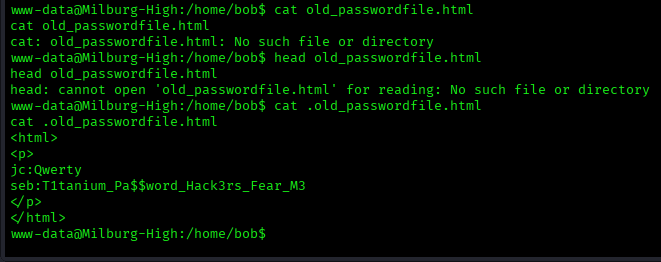 www-data@Milburg-High:/home/bob$ cat old_passwordfile.html
cat old_passwordfile.html
cat: old_passwordfile.html: No such file or directory
www-data@Milburg-High:/home/bob$ head old_passwordfile.html
head old_passwordfile.html
head: cannot open 'old_passwordfile.html' for reading: No such file or directory
www-data@Milburg-High:/home/bob$ cat .old_passwordfile.html
cat .old_passwordfile.html
<html>
<p>
jc:Qwerty
seb:T1tanium_Pa$$word_Hack3rs_Fear_M3
</p>
</html>
www-data@Milburg-High:/home/bob$